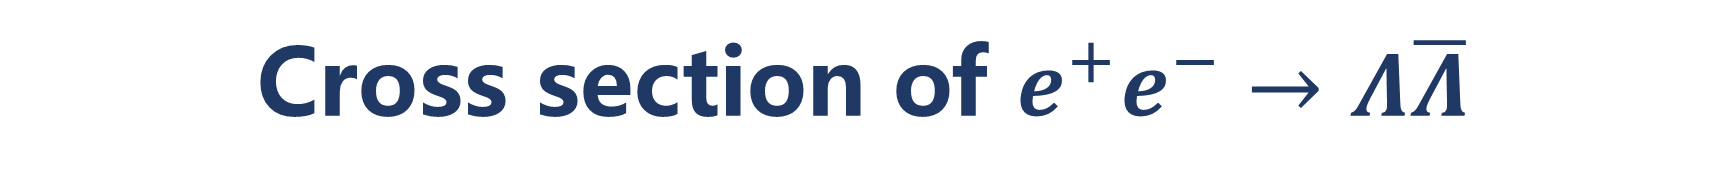 Cross section of e⁺e⁻ → ΛΛ̅